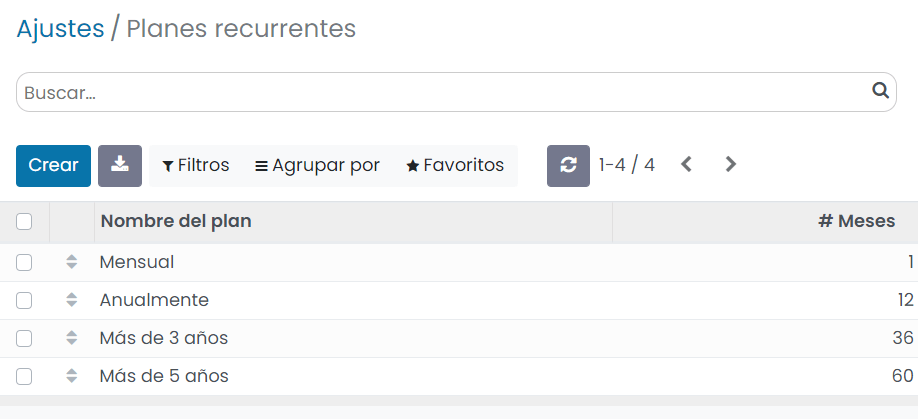 Ajustes / Planes recurrentes
Buscar...
Crear Filtros Agrupar por Favoritos 1-4 / 4
Nombre del plan # Meses
Mensual 1
Anualmente 12
Más de 3 años 36
Más de 5 años 60